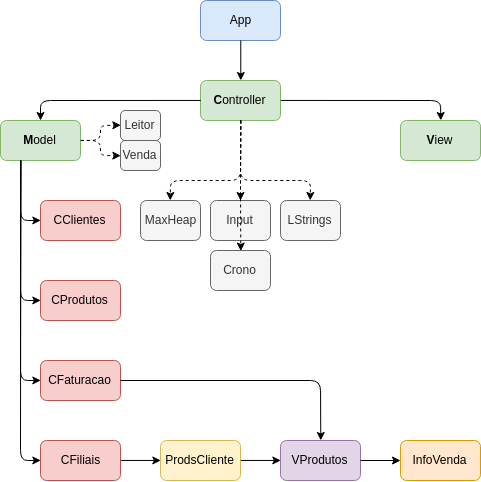 App
Controller
Model
Leitor
Venda
View
CClientes
MaxHeap
Input
LStrings
Crono
CProdutos
CFaturacao
CFiliais
ProdsCliente
VProdutos
InfoVenda